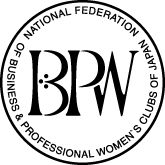 NATIONAL FEDERATION
OF BUSINESS & PROFESSIONAL WOMEN'S CLUBS OF JAPAN
BPW